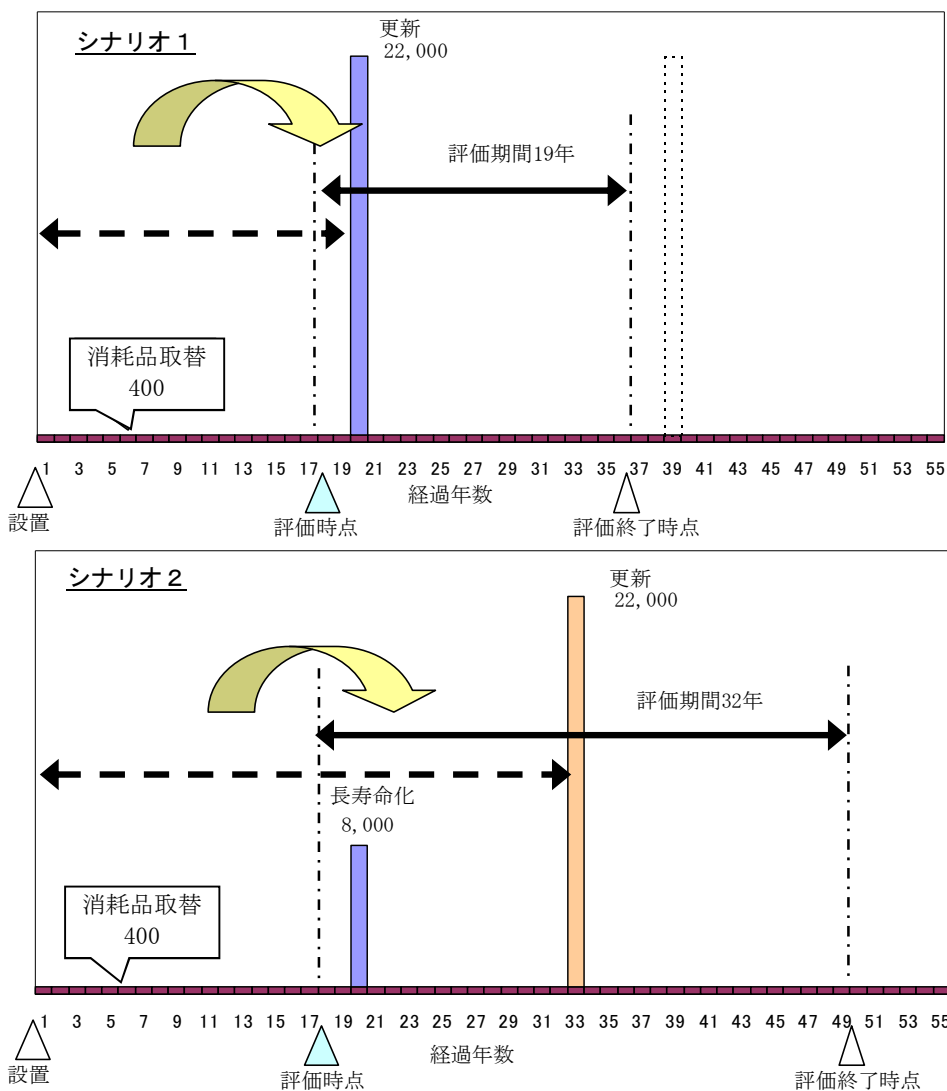 シナリオ１
更新
22,000
評価期間19年
消耗品取替
400
1 3 5 7 9 11 13 15 17 19 21 23 25 27 29 31 33 35 37 39 41 43 45 47 49 51 53 55
経過年数
設置
評価時点
評価終了時点
シナリオ２
更新
22,000
評価期間32年
長寿命化
8,000
消耗品取替
400
1 3 5 7 9 11 13 15 17 19 21 23 25 27 29 31 33 35 37 39 41 43 45 47 49 51 53 55
経過年数
設置
評価時点
評価終了時点